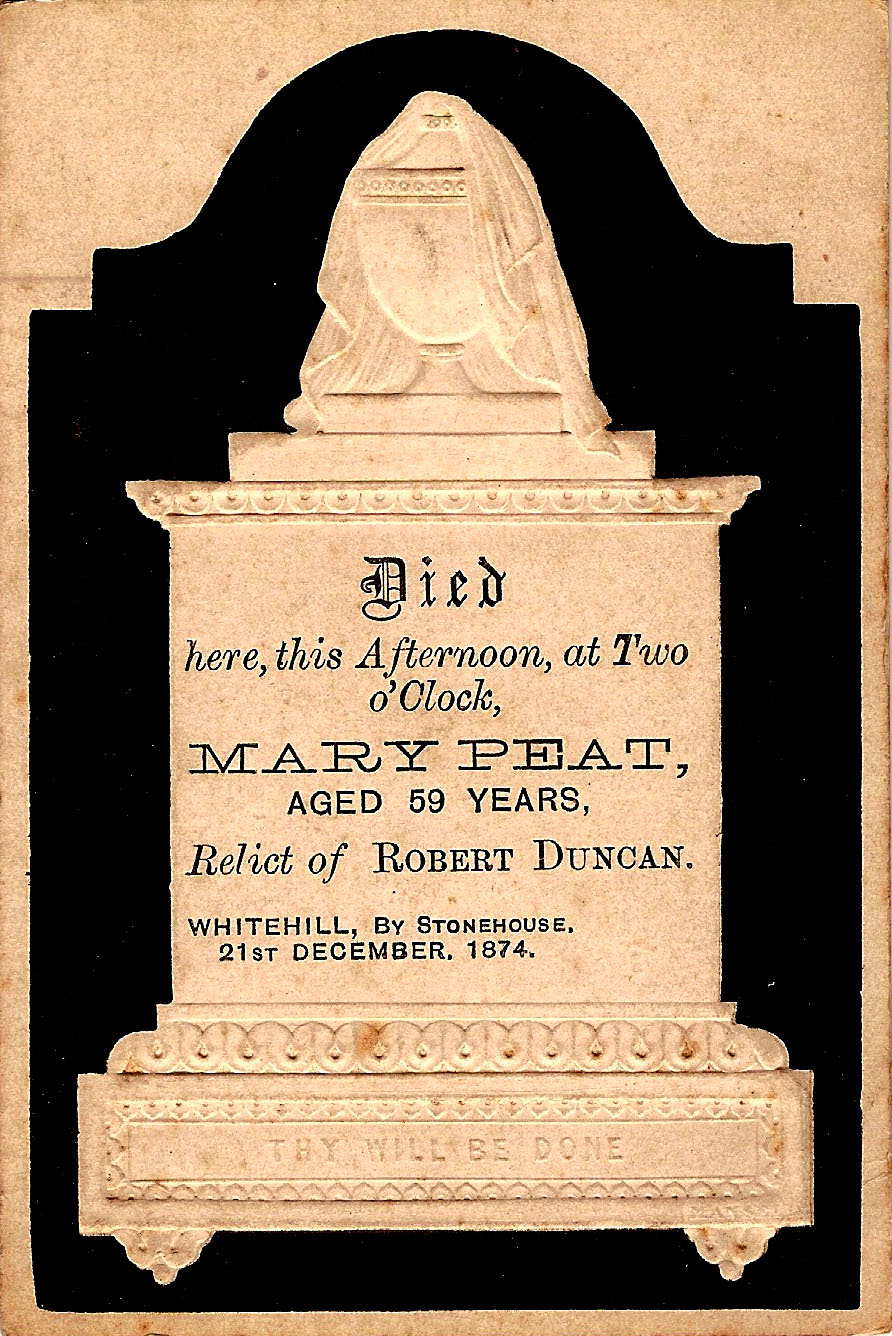 Died
here, this Afternoon, at Two
o'Clock,
MARY PEAT,
AGED 59 YEARS,
Relict of ROBERT DUNCAN.
WHITEHILL, BY STONEHOUSE,
21ST DECEMBER, 1874.
THY WILL BE DONE